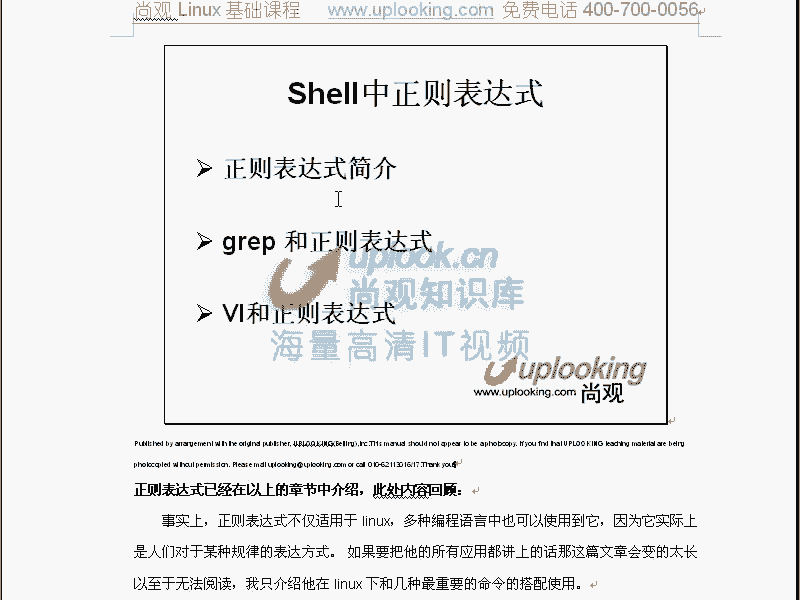 尚观 Linux 基础课程 www.uplooking.com 免费电话 400-700-0056
Shell中正则表达式
正则表达式简介
grep 和正则表达式
uplook.cn
尚观知识库
VI和正则表达式
海量高清IT视频
uplooking
www.uplooking.com 尚观
Published by arrangement with the original publisher, UPLOOKING(Beijing),Inc.This manual should not appear to be a photocopy. If you find that UPLOOKING teaching material are being
photocopied without permission. Please mail uplooking@uplooking.com or call 010-62113016/17.Thank you!
正则表达式已经在以上的章节中介绍，此处内容回顾：
事实上，正则表达式不仅适用于 linux，多种编程语言中也可以使用到它，因为它实际上
是人们对于某种规律的表达方式。 如果要把他的所有应用都讲上的话那这篇文章会变的太长
以至于无法阅读，我只介绍他在 linux 下和几种最重要的命令的搭配使用。